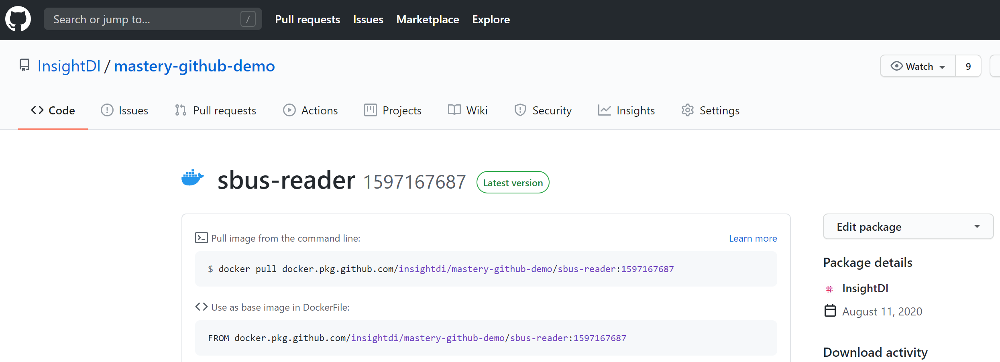 Search or jump to... /
Pull requests Issues Marketplace Explore
InsightDI / mastery-github-demo
Watch 9
Code Issues Pull requests Actions Projects Wiki Security Insights Settings
sbus-reader 1597167687 Latest version
Pull image from the command line: Learn more
$ docker pull docker.pkg.github.com/insightdi/mastery-github-demo/sbus-reader:1597167687
Use as base image in DockerFile:
FROM docker.pkg.github.com/insightdi/mastery-github-demo/sbus-reader:1597167687
Edit package
Package details
InsightDI
August 11, 2020
Download activity